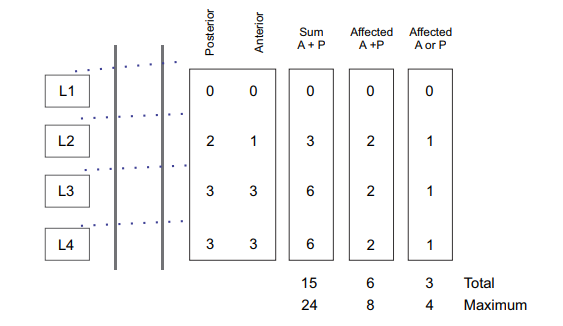 Posterior Anterior Sum Affected Affected
A + P A +P A or P
L1 0 0 0 0 0
L2 2 1 3 2 1
L3 3 3 6 2 1
L4 3 3 6 2 1
15 6 3 Total
24 8 4 Maximum